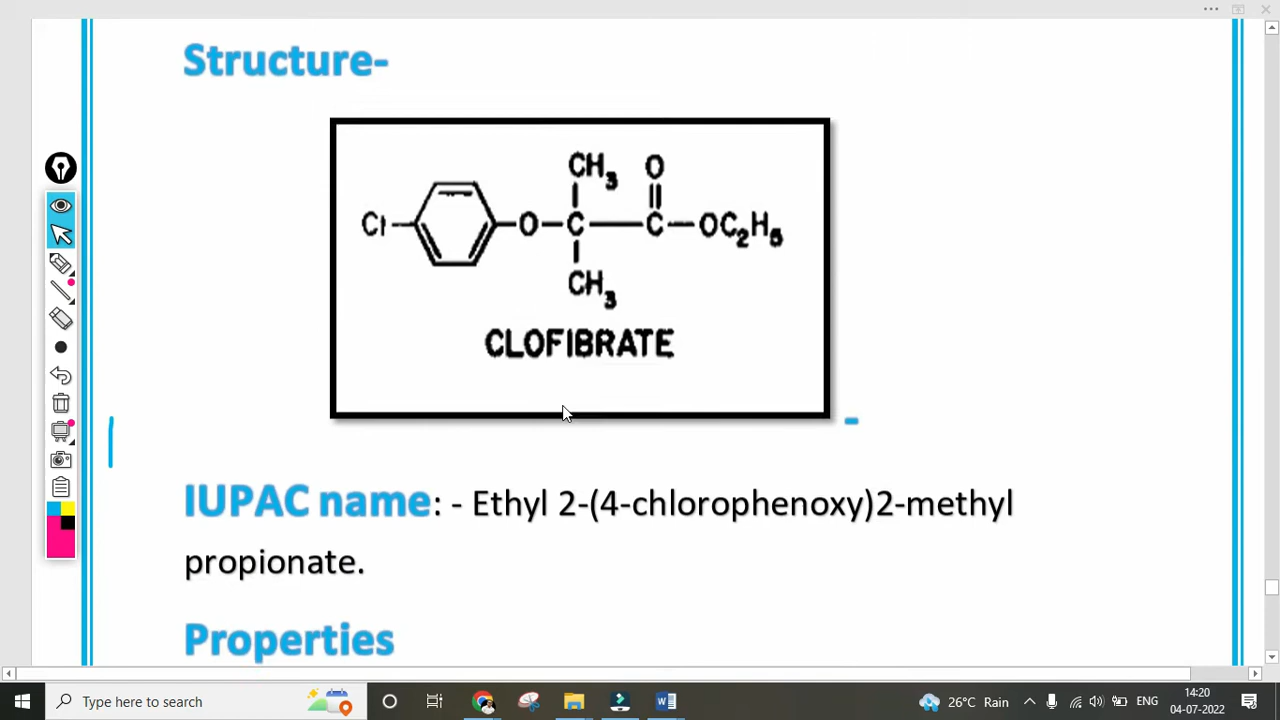 Structure-
CH3 O
Cl O C C OC2H5
CH3
CLOFIBRATE
-
IUPAC name: - Ethyl 2-(4-chlorophenoxy)2-methyl
propionate.
Properties
Type here to search
26°C Rain
ENG
14:20
04-07-2022